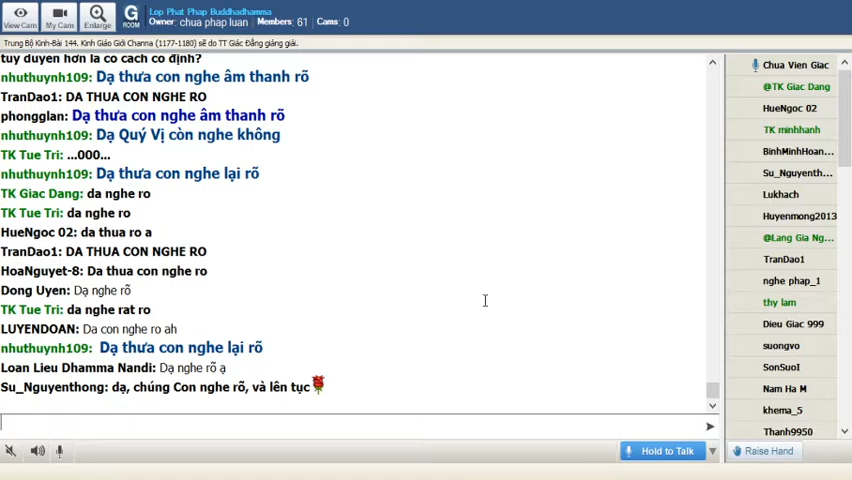 View Cam
My Cam
Enlarge
G
ROOM
Lop Phat Phap Buddhadhamma
Owner: chua phap luan Members: 61 Cams: 0
Trung Bộ Kinh-Bài 144. Kinh Giáo Giới Channa (1177-1180) sẽ do TT Giác Đẳng giảng giải.
tuỳ duyên hơn là có cách cố định?
nhuthuynh109: Dạ thưa con nghe âm thanh rõ
TranDao1: DA THUA CON NGHE RO
phongglan: Dạ thưa con nghe âm thanh rõ
nhuthuynh109: Dạ Quý Vị còn nghe không
TK Tue Tri: ...000...
nhuthuynh109: Dạ thưa con nghe lại rõ
TK Giac Dang: da nghe ro
TK Tue Tri: da nghe ro
HueNgoc 02: da thua ro a
TranDao1: DA THUA CON NGHE RO
HoaNguyet-8: Da thua con nghe ro
Dong Uyen: Dạ nghe rõ
TK Tue Tri: da nghe rat ro
LUYENDOAN: Da con nghe ro ah
nhuthuynh109: Dạ thưa con nghe lại rõ
Loan Lieu Dhamma Nandi: Dạ nghe rõ ạ
Su_Nguyenthong: dạ, chúng Con nghe rõ, và lên tục
Hold to Talk
Chua Vien Giac
@TK Giac Dang
HueNgoc 02
TK minhhanh
BinhMinhHoan...
Su_Nguyenth...
Lukhach
Huyenmong2013
@Lang Gia Ng...
TranDao1
nghe phap_1
thy lam
Dieu Giac 999
suongvo
SonSuoI
Nam Ha M
khema_5
Thanh9950
Raise Hand